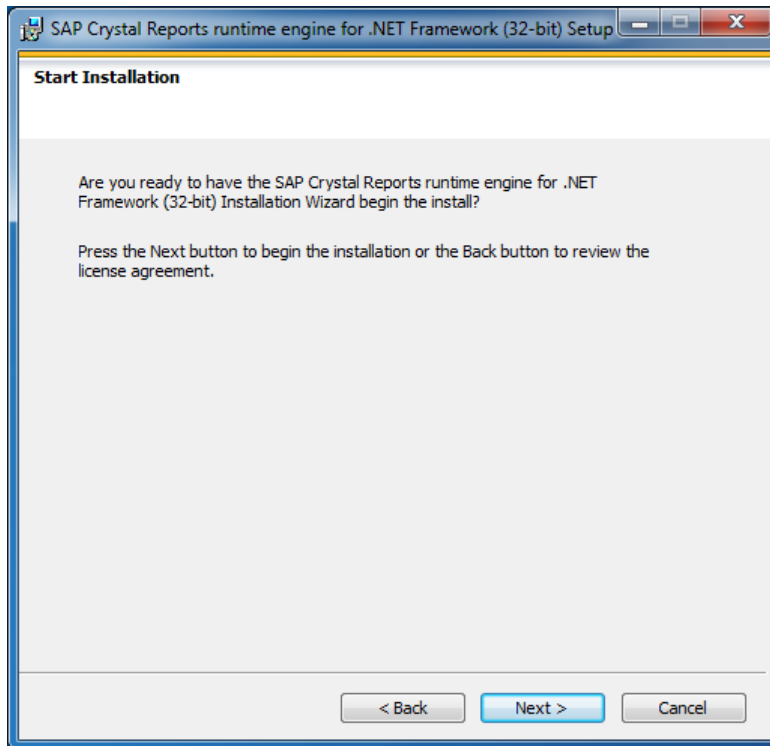 SAP Crystal Reports runtime engine for .NET Framework (32-bit) Setup
Start Installation
Are you ready to have the SAP Crystal Reports runtime engine for .NET
Framework (32-bit) Installation Wizard begin the install?
Press the Next button to begin the installation or the Back button to review the
license agreement.
< Back
Next >
Cancel